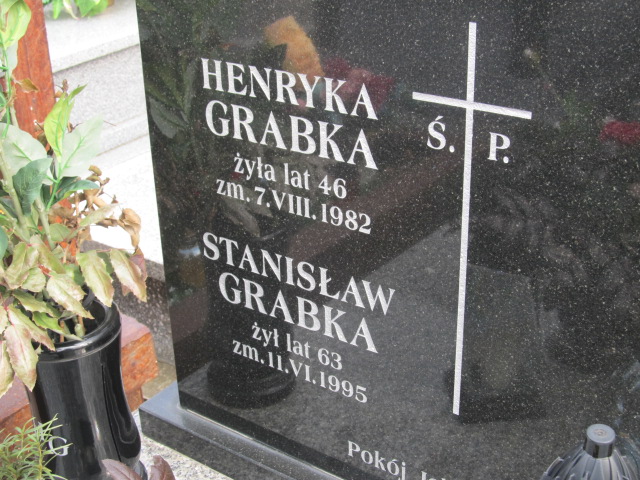 HENRYKA
GRABKA
żyła lat 46
zm. 7.VIII.1982
Ś. P.
STANISŁAW
GRABKA
żył lat 63
zm. 11.VI.1995
Pokój